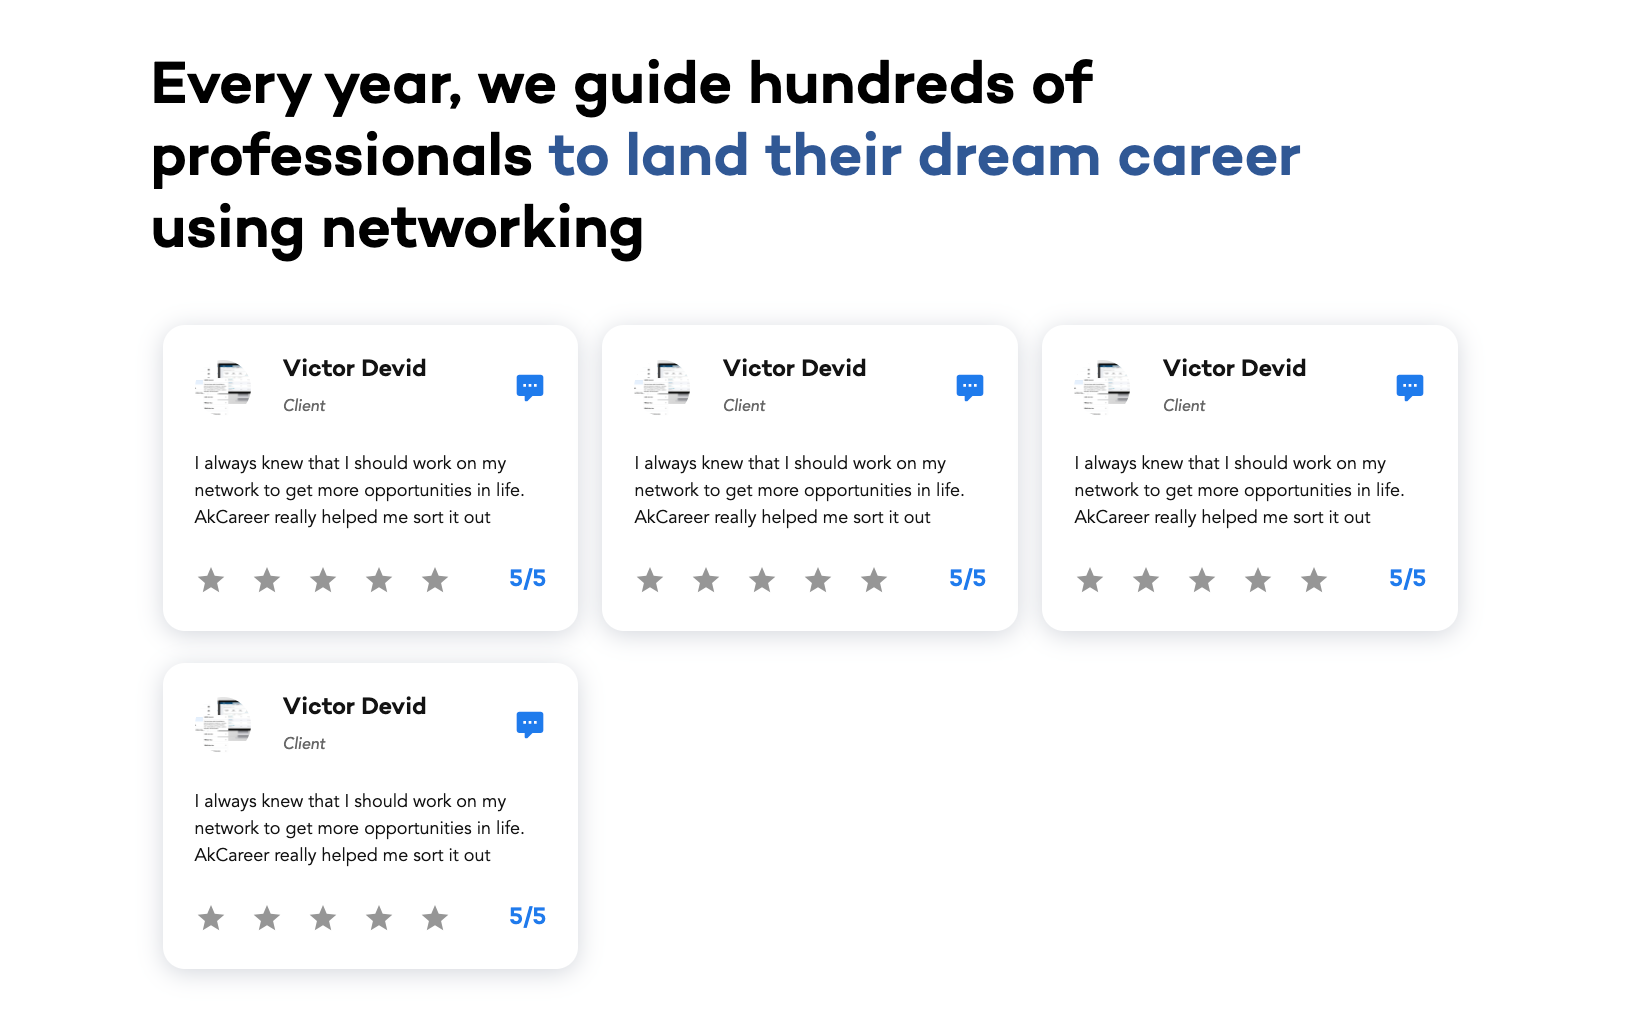 Every year, we guide hundreds of
professionals to land their dream career
using networking
Victor Devid
Client
I always knew that I should work on my
network to get more opportunities in life.
AkCareer really helped me sort it out
5/5
Victor Devid
Client
I always knew that I should work on my
network to get more opportunities in life.
AkCareer really helped me sort it out
5/5
Victor Devid
Client
I always knew that I should work on my
network to get more opportunities in life.
AkCareer really helped me sort it out
5/5
Victor Devid
Client
I always knew that I should work on my
network to get more opportunities in life.
AkCareer really helped me sort it out
5/5